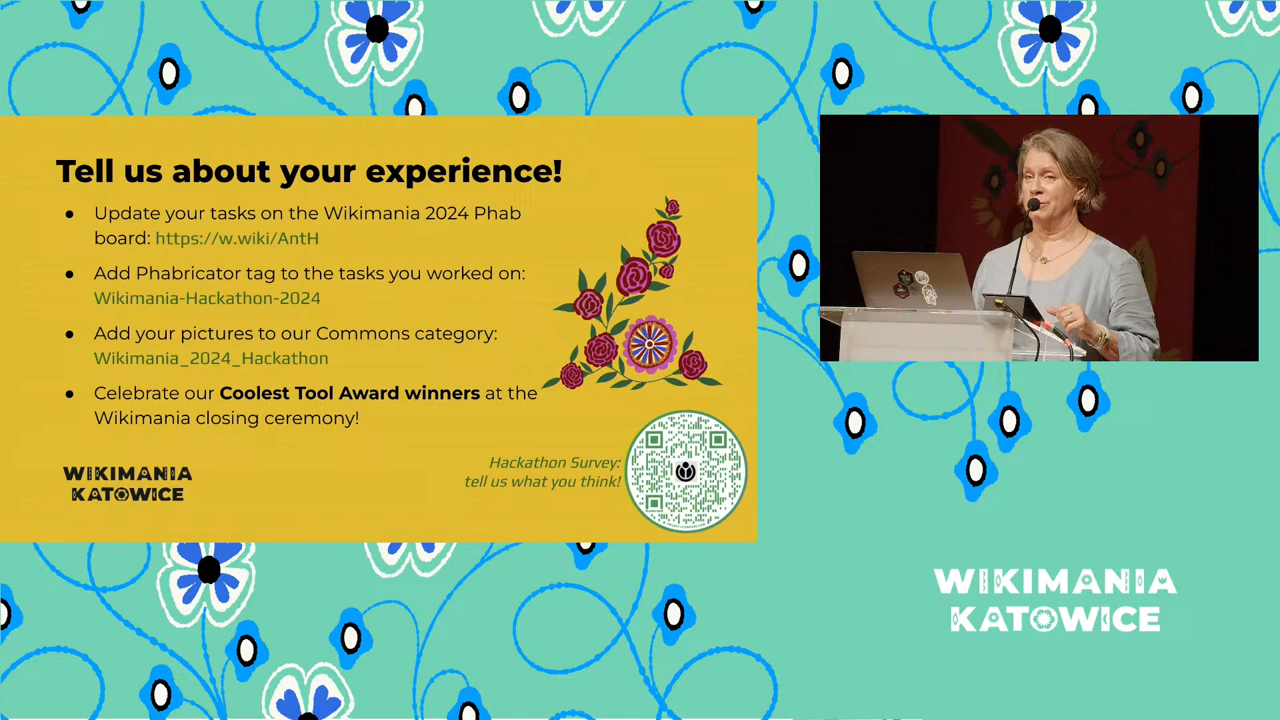 Tell us about your experience!
● Update your tasks on the Wikimania 2024 Phab
board: https://w.wiki/AntH
● Add Phabricator tag to the tasks you worked on:
Wikimania-Hackathon-2024
● Add your pictures to our Commons category:
Wikimania_2024_Hackathon
● Celebrate our Coolest Tool Award winners at the
Wikimania closing ceremony!
WIKIMANIA
KATOWICE
Hackathon Survey:
tell us what you think!
WIKIMANIA
KATOWICE